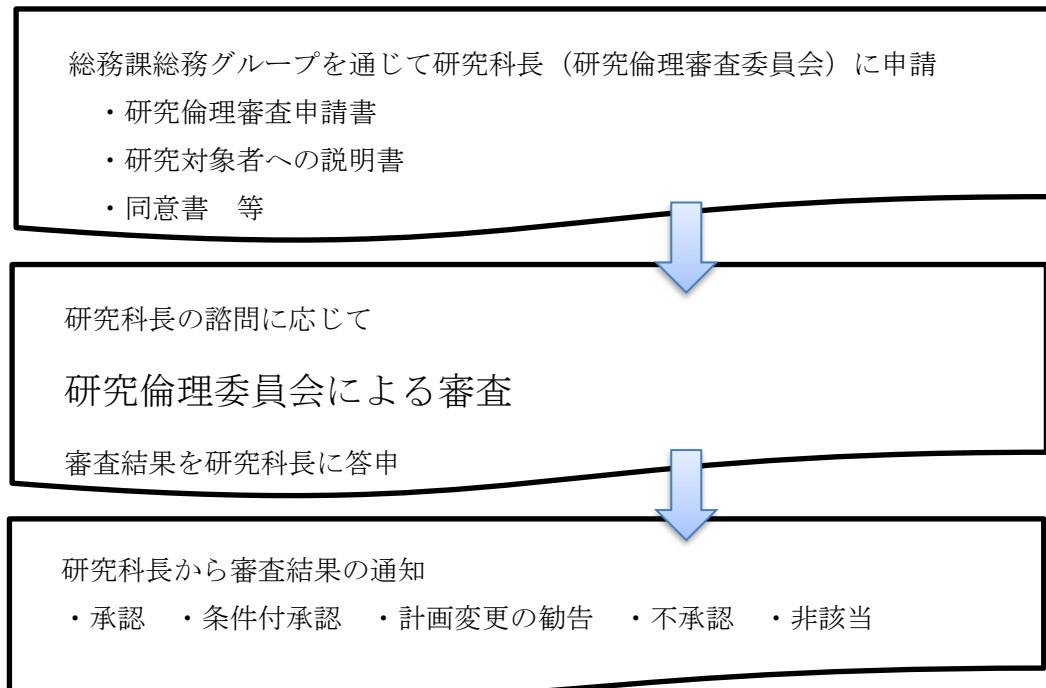 総務課総務グループを通じて研究科長（研究倫理審査委員会）に申請
・研究倫理審査申請書
・研究対象者への説明書
・同意書　等
研究科長の諮問に応じて
研究倫理委員会による審査
審査結果を研究科長に答申
研究科長から審査結果の通知
・承認　・条件付承認　・計画変更の勧告　・不承認　・非該当